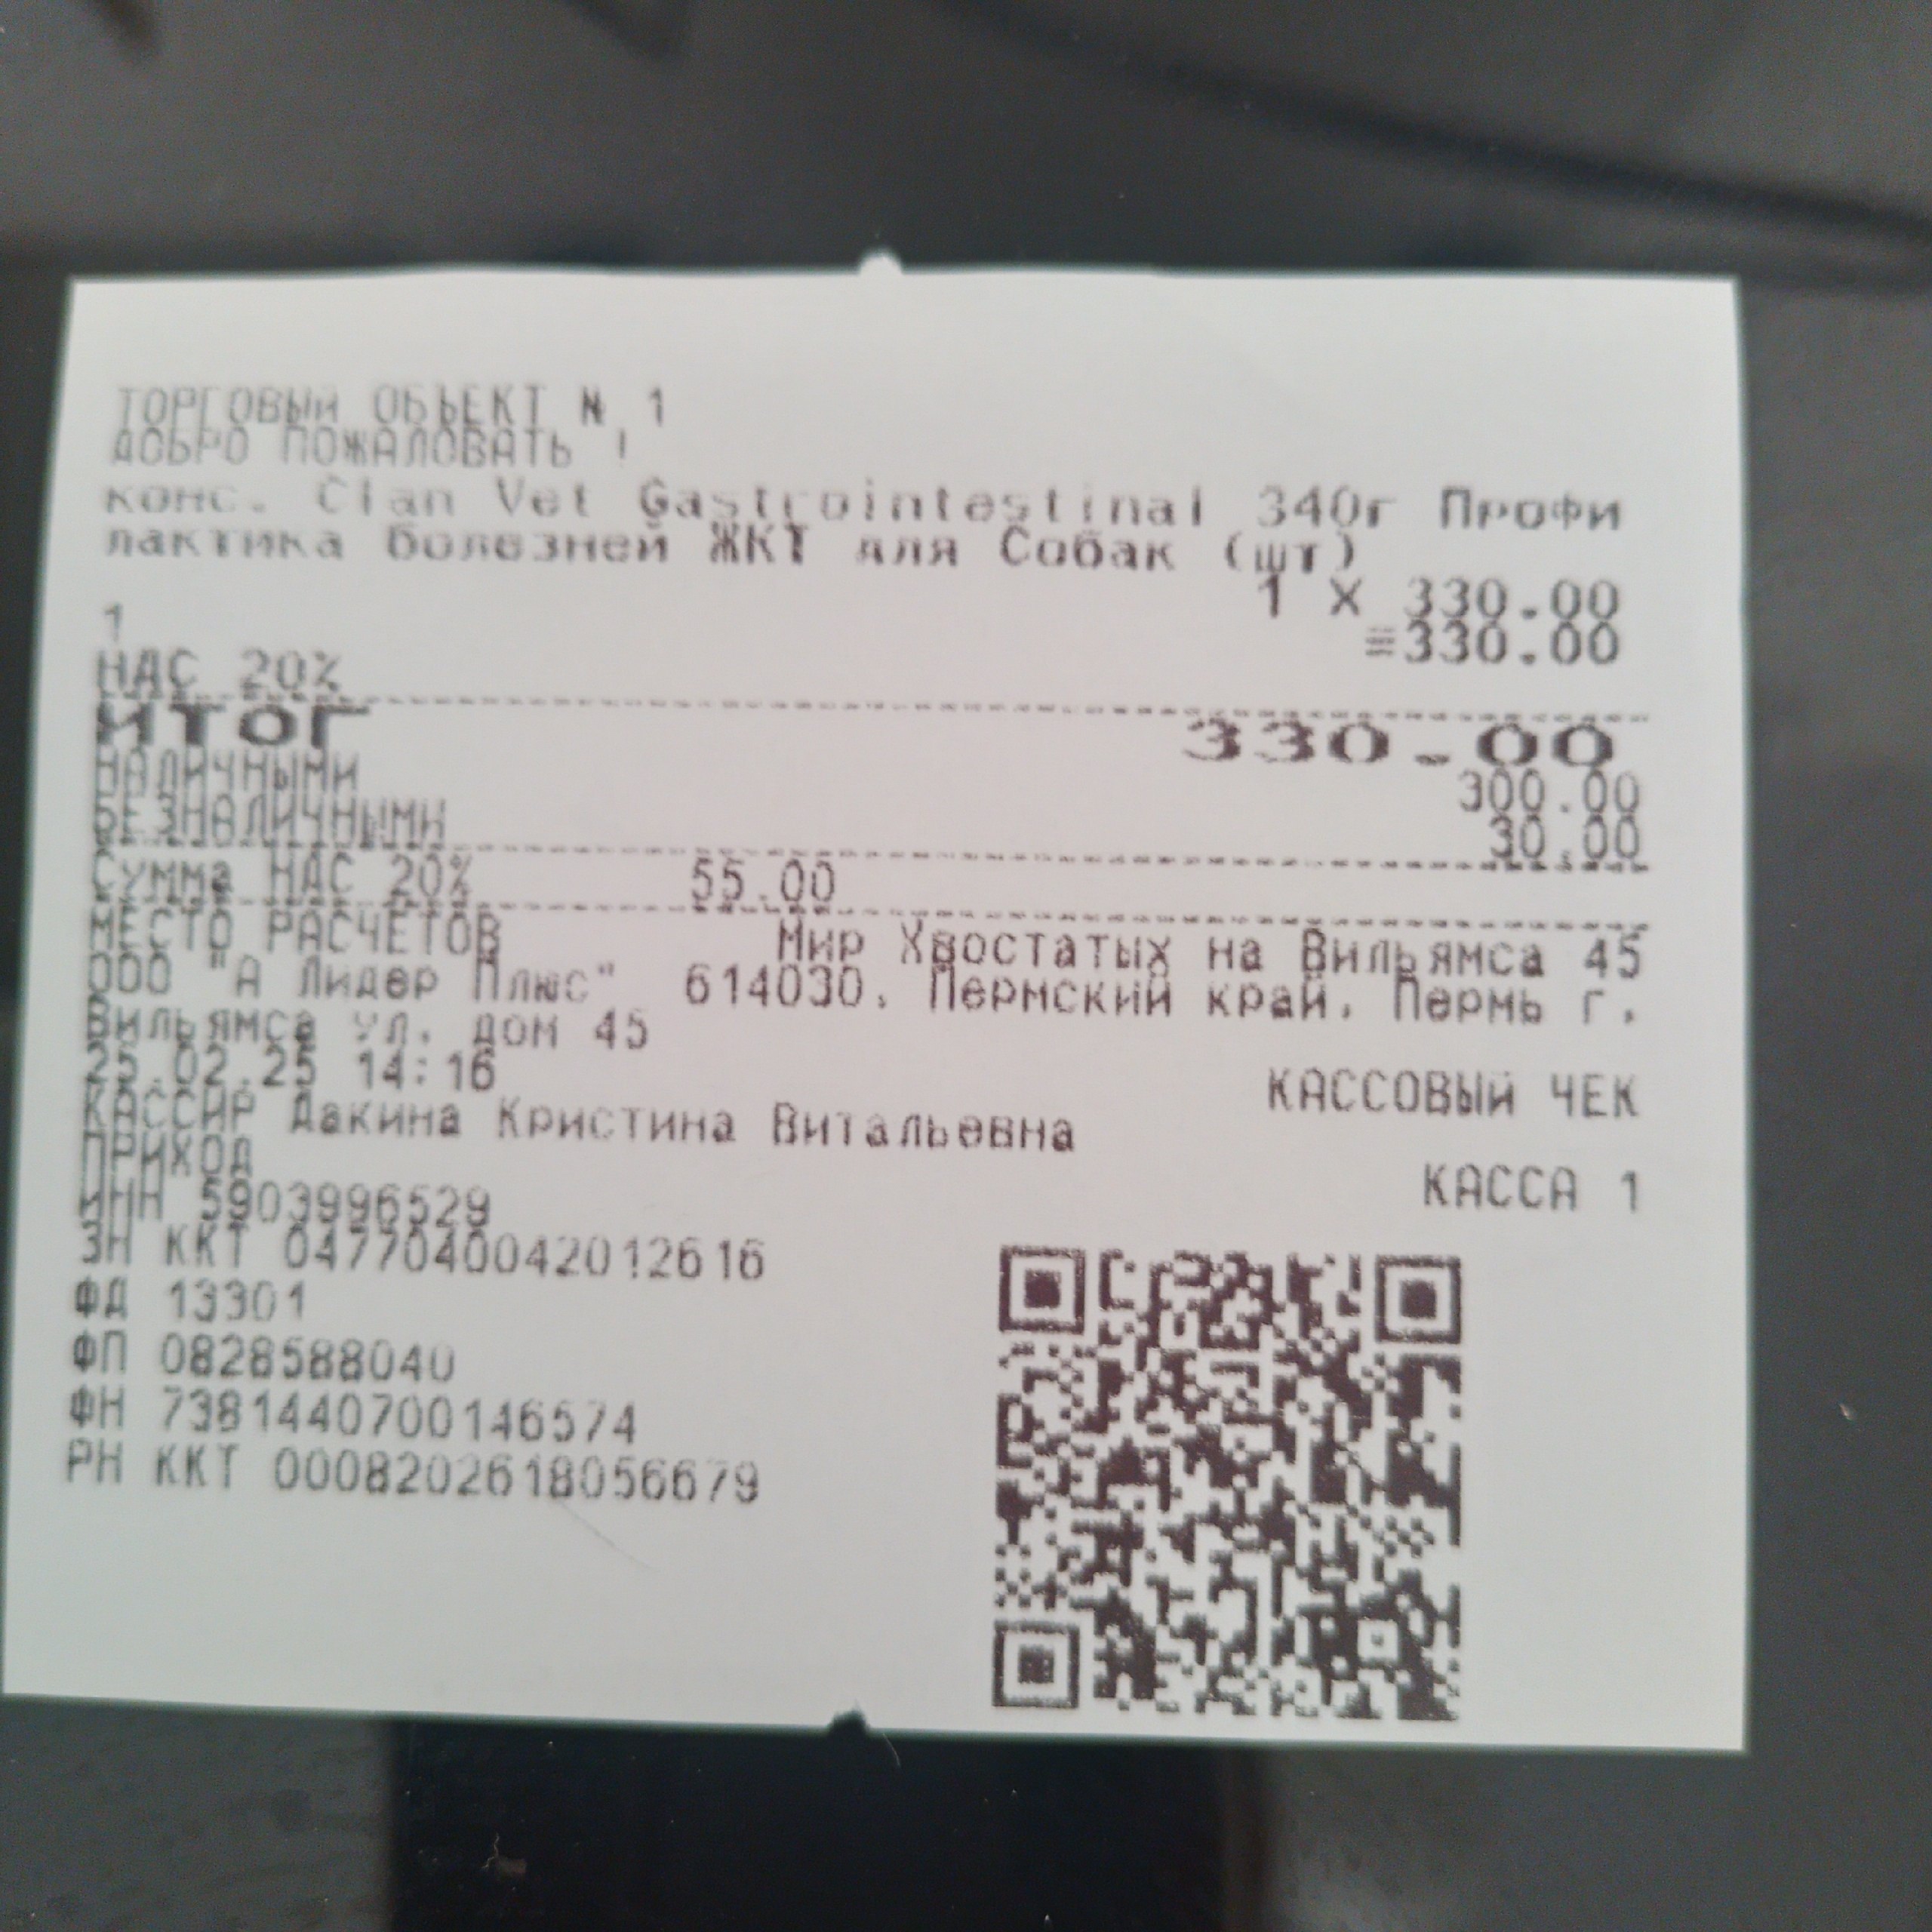 ТОРГОВЫЙ ОБЪЕКТ № 1
ДОБРО ПОЖАЛОВАТЬ !
конс. Clan Vet Gastrointestinal 340г Профи
лактика болезней ЖКТ для Собак (шт)
1 X 330.00
1 ≡330.00
НДС 20%
ИТОГ 330.00
НАЛИЧНЫМИ 300.00
БЕЗНАЛИЧНЫМИ 30.00
Сумма НДС 20% 55.00
МЕСТО РАСЧЕТОВ Мир Хвостатых на Вильямса 45
ООО "А Лидер Плюс" 614030, Пермский край, Пермь г,
Вильямса ул, дом 45
25.02.25 14:16 КАССОВЫЙ ЧЕК
КАССИР Дакина Кристина Витальевна
ПРИХОД КАССА 1
ИНН 5903996529
ЗН ККТ 0477040042012616
ФД 13301
ФП 0828588040
ФН 7381440700146574
РН ККТ 0008202618056679